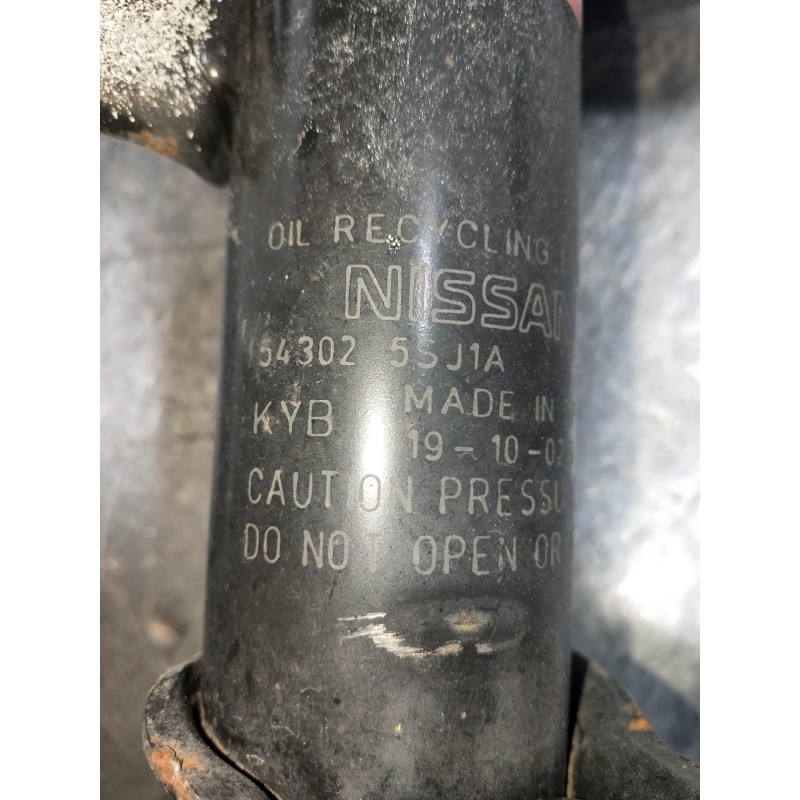 OIL RECYCLING
NISSAN
54302 5SJ1A
KYB MADE IN
19-10-02
CAUTION PRESSU
DO NOT OPEN OR